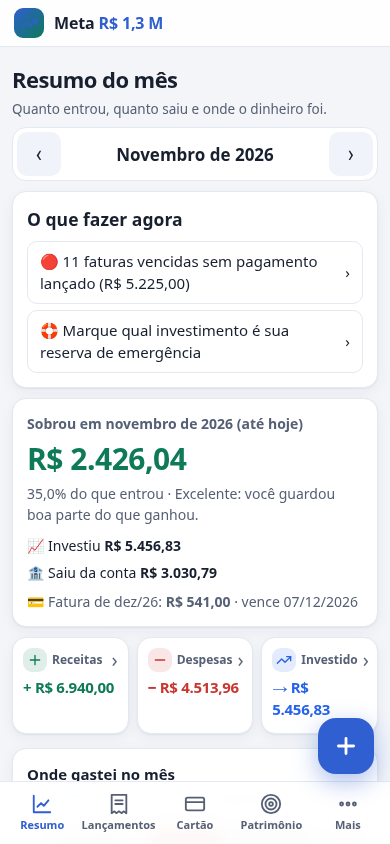 Meta R$ 1,3 M
Resumo do mês
Quanto entrou, quanto saiu e onde o dinheiro foi.
‹ Novembro de 2026 ›
O que fazer agora
🔴 11 faturas vencidas sem pagamento
lançado (R$ 5.225,00) ›
🛟 Marque qual investimento é sua
reserva de emergência ›
Sobrou em novembro de 2026 (até hoje)
R$ 2.426,04
35,0% do que entrou · Excelente: você guardou
boa parte do que ganhou.
📈 Investiu R$ 5.456,83
🏦 Saiu da conta R$ 3.030,79
💳 Fatura de dez/26: R$ 541,00 · vence 07/12/2026
Receitas ›
+ R$ 6.940,00
Despesas ›
− R$ 4.513,96
Investido ›
→ R$
5.456,83
Onde gastei no mês
Resumo
Lançamentos
Cartão
Patrimônio
Mais